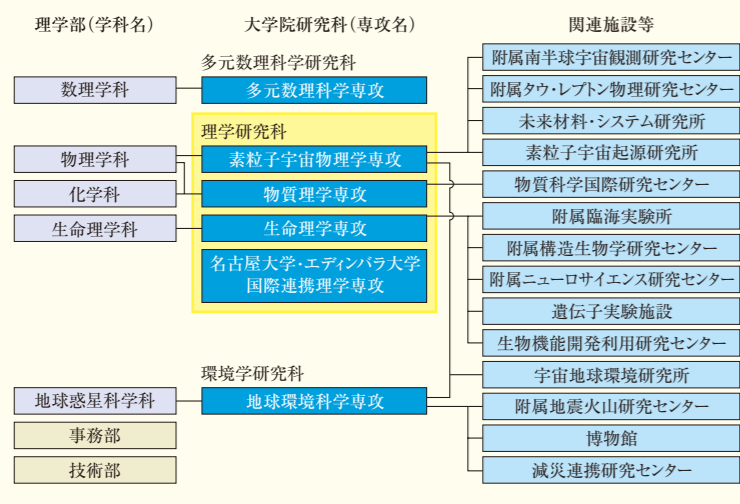 理学部(学科名)
大学院研究科(専攻名)
関連施設等
多元数理科学研究科
数理学科
多元数理科学専攻
理学研究科
物理学科
素粒子宇宙物理学専攻
化学科
物質理学専攻
生命理学科
生命理学専攻
名古屋大学・エディンバラ大学
国際連携理学専攻
環境学研究科
地球惑星科学科
地球環境科学専攻
事務部
技術部
附属南半球宇宙観測研究センター
附属タウ・レプトン物理研究センター
未来材料・システム研究所
素粒子宇宙起源研究所
物質科学国際研究センター
附属臨海実験所
附属構造生物学研究センター
附属ニューロサイエンス研究センター
遺伝子実験施設
生物機能開発利用研究センター
宇宙地球環境研究所
附属地震火山研究センター
博物館
減災連携研究センター